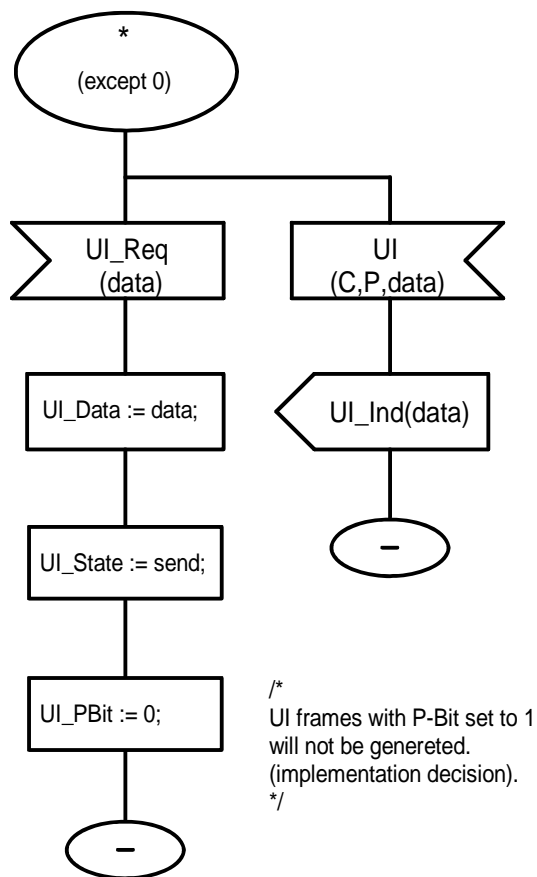 *
(except 0)
UI_Req
(data)
UI
(C,P,data)
UI_Data := data;
UI_Ind(data)
UI_State := send;
–
UI_PBit := 0;
/*
UI frames with P-Bit set to 1
will not be genereted.
(implementation decision).
*/
–